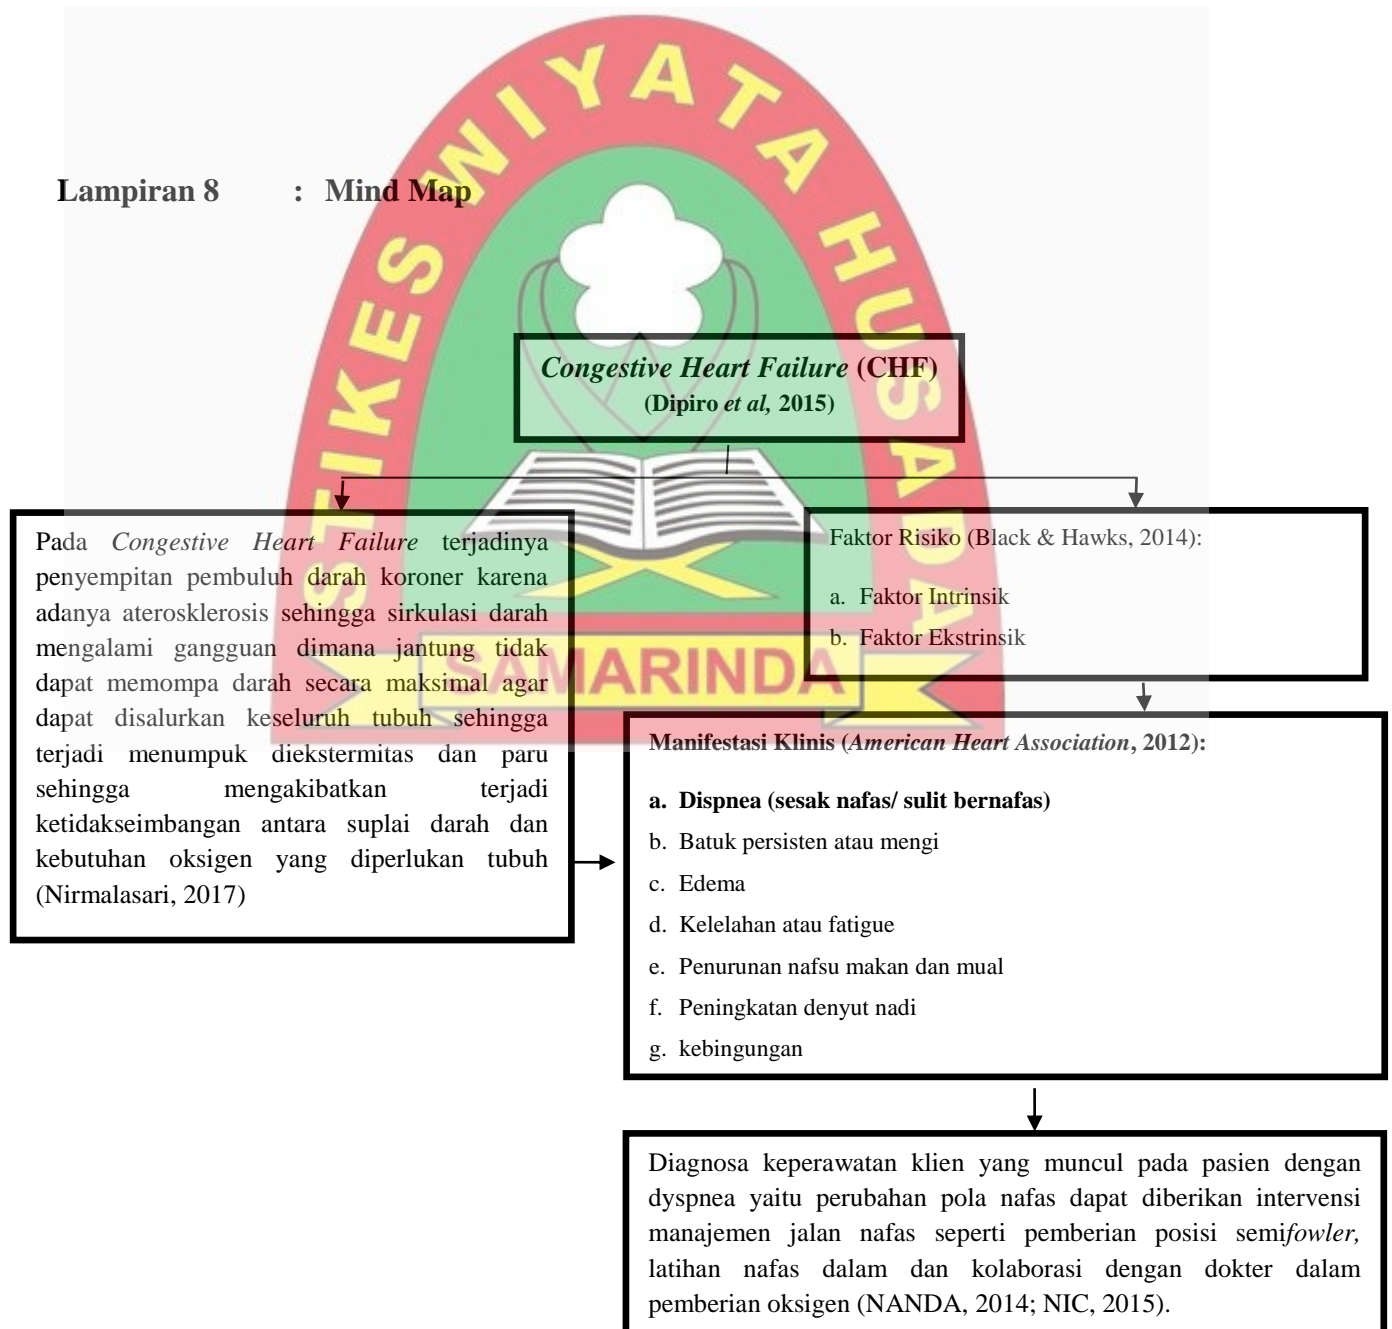 STIKES WIYATA HUSADA
SAMARINDA
Lampiran 8 : Mind Map
Congestive Heart Failure (CHF)
(Dipiro et al, 2015)
Pada Congestive Heart Failure terjadinya
penyempitan pembuluh darah koroner karena
adanya aterosklerosis sehingga sirkulasi darah
mengalami gangguan dimana jantung tidak
dapat memompa darah secara maksimal agar
dapat disalurkan keseluruh tubuh sehingga
terjadi menumpuk diekstermitas dan paru
sehingga mengakibatkan terjadi
ketidakseimbangan antara suplai darah dan
kebutuhan oksigen yang diperlukan tubuh
(Nirmalasari, 2017)
Faktor Risiko (Black & Hawks, 2014):
a. Faktor Intrinsik
b. Faktor Ekstrinsik
Manifestasi Klinis (American Heart Association, 2012):
a. Dispnea (sesak nafas/ sulit bernafas)
b. Batuk persisten atau mengi
c. Edema
d. Kelelahan atau fatigue
e. Penurunan nafsu makan dan mual
f. Peningkatan denyut nadi
g. kebingungan
Diagnosa keperawatan klien yang muncul pada pasien dengan
dyspnea yaitu perubahan pola nafas dapat diberikan intervensi
manajemen jalan nafas seperti pemberian posisi semifowler,
latihan nafas dalam dan kolaborasi dengan dokter dalam
pemberian oksigen (NANDA, 2014; NIC, 2015).